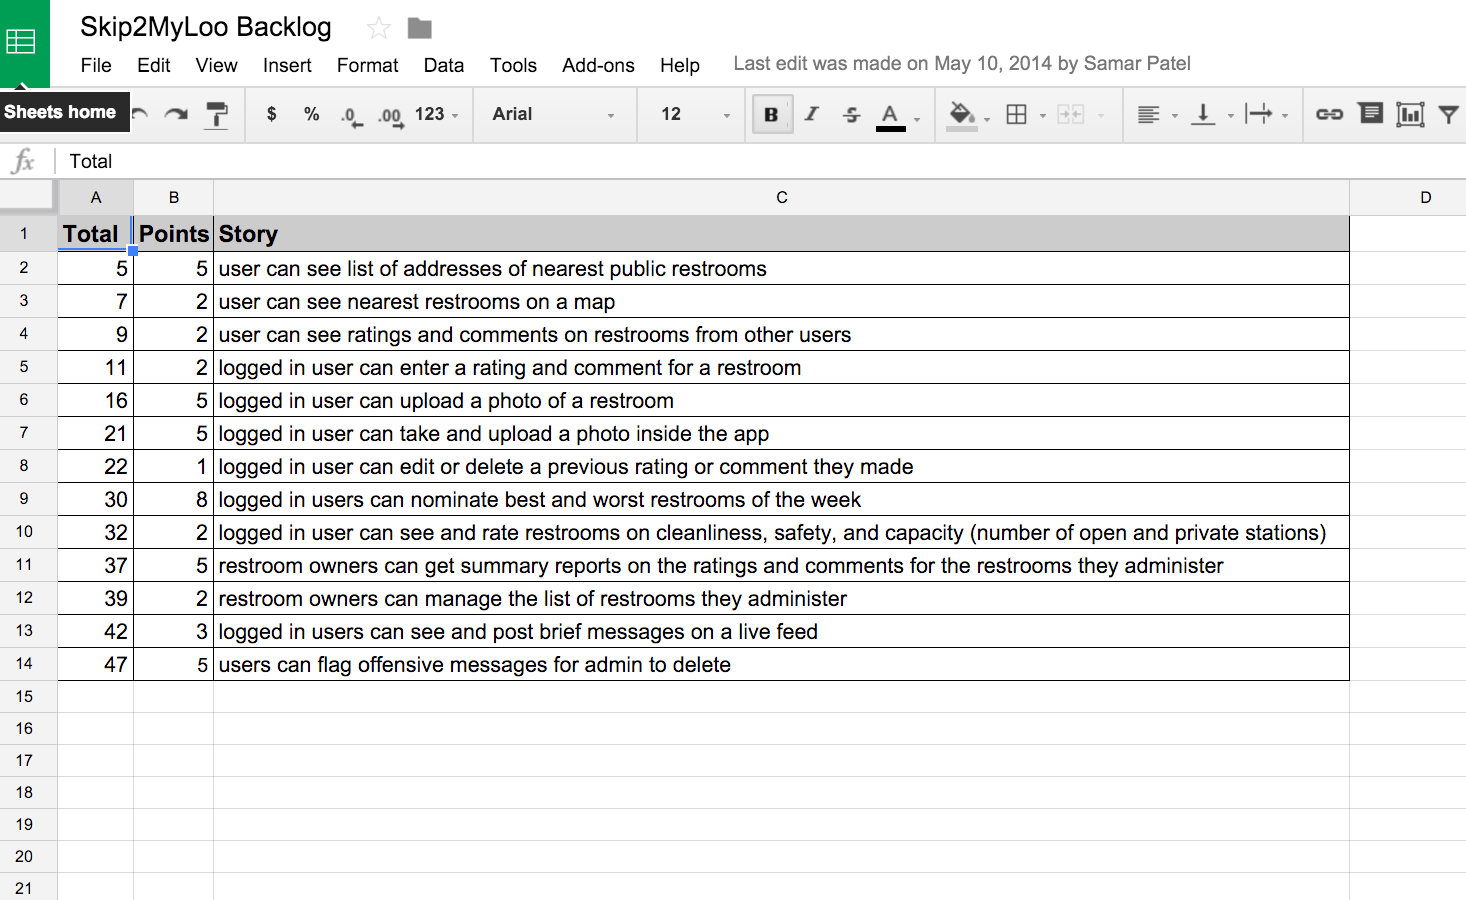 Skip2MyLoo Backlog
File Edit View Insert Format Data Tools Add-ons Help Last edit was made on May 10, 2014 by Samar Patel
Sheets home $ % .0 .00 123 Arial 12 B I S A
fx Total
A B C D
1 Total Points Story
2 5 5 user can see list of addresses of nearest public restrooms
3 7 2 user can see nearest restrooms on a map
4 9 2 user can see ratings and comments on restrooms from other users
5 11 2 logged in user can enter a rating and comment for a restroom
6 16 5 logged in user can upload a photo of a restroom
7 21 5 logged in user can take and upload a photo inside the app
8 22 1 logged in user can edit or delete a previous rating or comment they made
9 30 8 logged in users can nominate best and worst restrooms of the week
10 32 2 logged in user can see and rate restrooms on cleanliness, safety, and capacity (number of open and private stations)
11 37 5 restroom owners can get summary reports on the ratings and comments for the restrooms they administer
12 39 2 restroom owners can manage the list of restrooms they administer
13 42 3 logged in users can see and post brief messages on a live feed
14 47 5 users can flag offensive messages for admin to delete
15
16
17
18
19
20
21